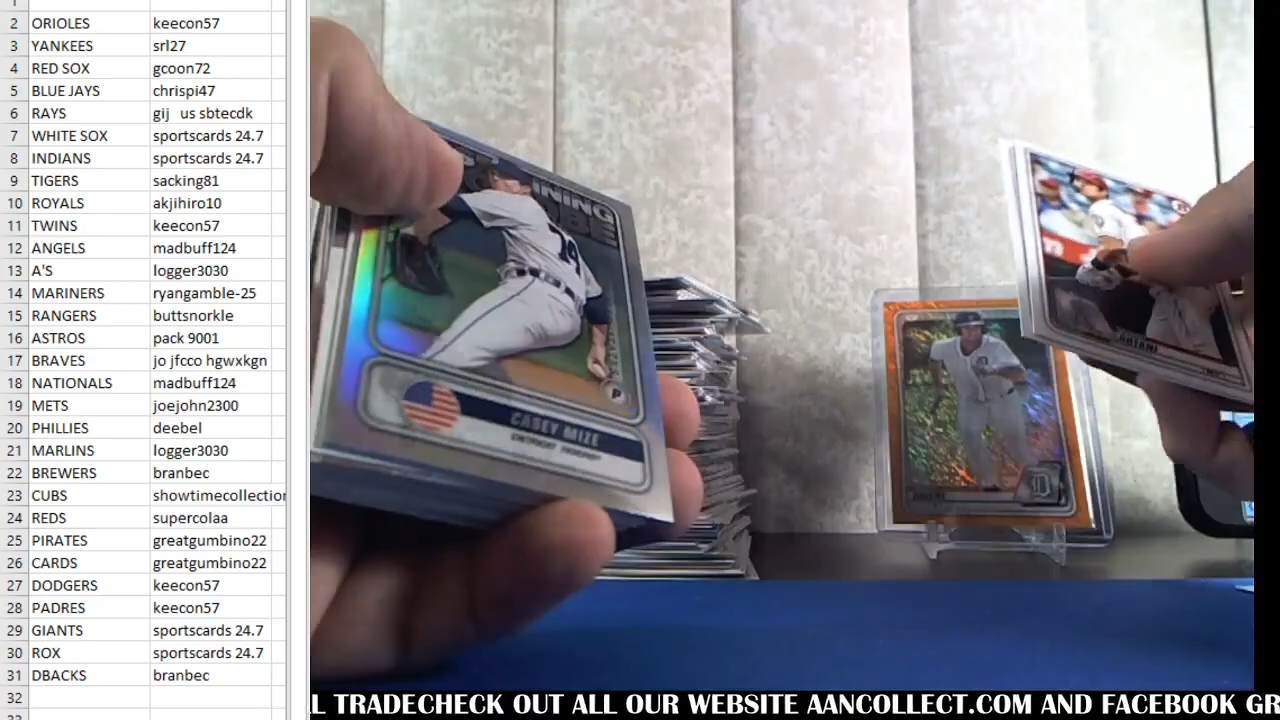 1
2 ORIOLES keecon57
3 YANKEES srl27
4 RED SOX gcoon72
5 BLUE JAYS chrispi47
6 RAYS gij us sbtecdk
7 WHITE SOX sportscards 24.7
8 INDIANS sportscards 24.7
9 TIGERS sacking81
10 ROYALS akjihiro10
11 TWINS keecon57
12 ANGELS madbuff124
13 A'S logger3030
14 MARINERS ryangamble-25
15 RANGERS buttsnorkle
16 ASTROS pack 9001
17 BRAVES jo jfcco hgwxkgn
18 NATIONALS madbuff124
19 METS joejohn2300
20 PHILLIES deebel
21 MARLINS logger3030
22 BREWERS branbec
23 CUBS showtimecollection
24 REDS supercolaa
25 PIRATES greatgumbino22
26 CARDS greatgumbino22
27 DODGERS keecon57
28 PADRES keecon57
29 GIANTS sportscards 24.7
30 ROX sportscards 24.7
31 DBACKS branbec
32
33
CASEY MIZE
P
D
L TRADECHECK OUT ALL OUR WEBSITE AANCOLLECT.COM AND FACEBOOK GR